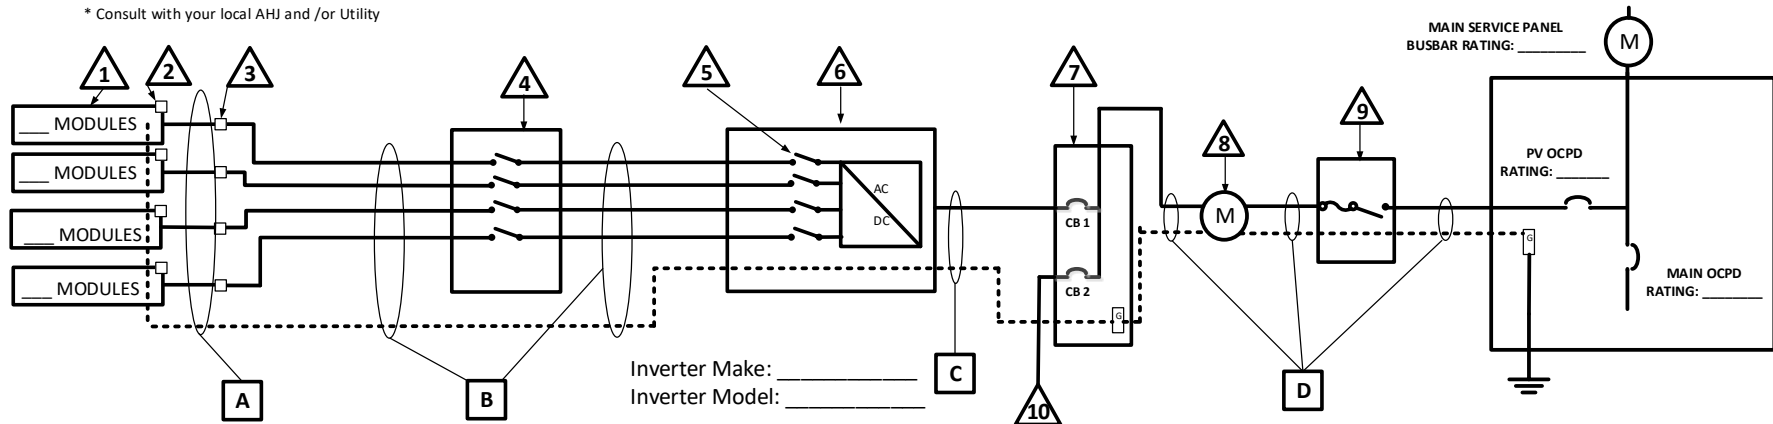 * Consult with your local AHJ and /or Utility
MAIN SERVICE PANEL
BUSBAR RATING: _________
M
1
2
3
4
5
6
7
8
9
___ MODULES
___ MODULES
___ MODULES
___ MODULES
AC
DC
CB 1
CB 2
G
M
PV OCPD
RATING: _______
G
MAIN OCPD
RATING: ________
A
B
Inverter Make: ____________
Inverter Model: ____________
C
10
D